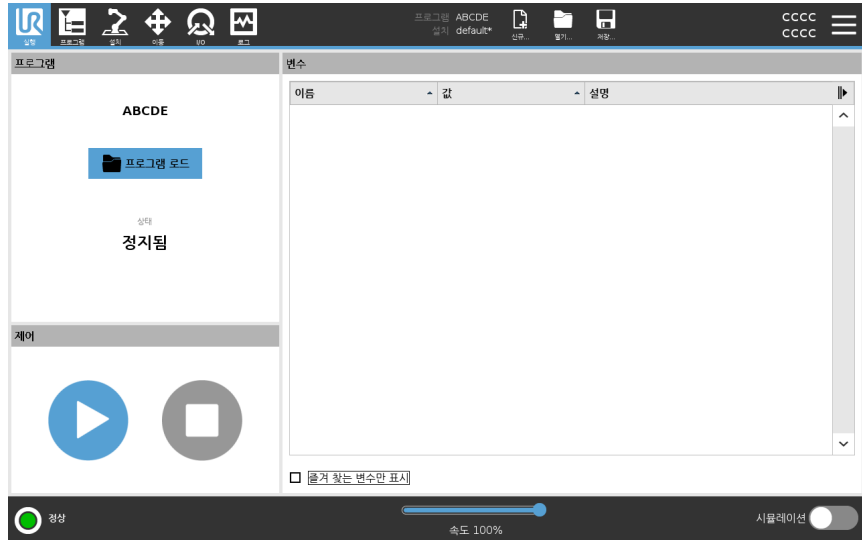 UR
실행
프로그램
설치
이동
I/O
로그
프로그램 ABCDE
설치 default*
신규...
열기...
저장...
CCCC
CCCC
프로그램
ABCDE
프로그램 로드
상태
정지됨
제어
변수
이름 값 설명
즐겨 찾는 변수만 표시
정상
속도 100%
시뮬레이션